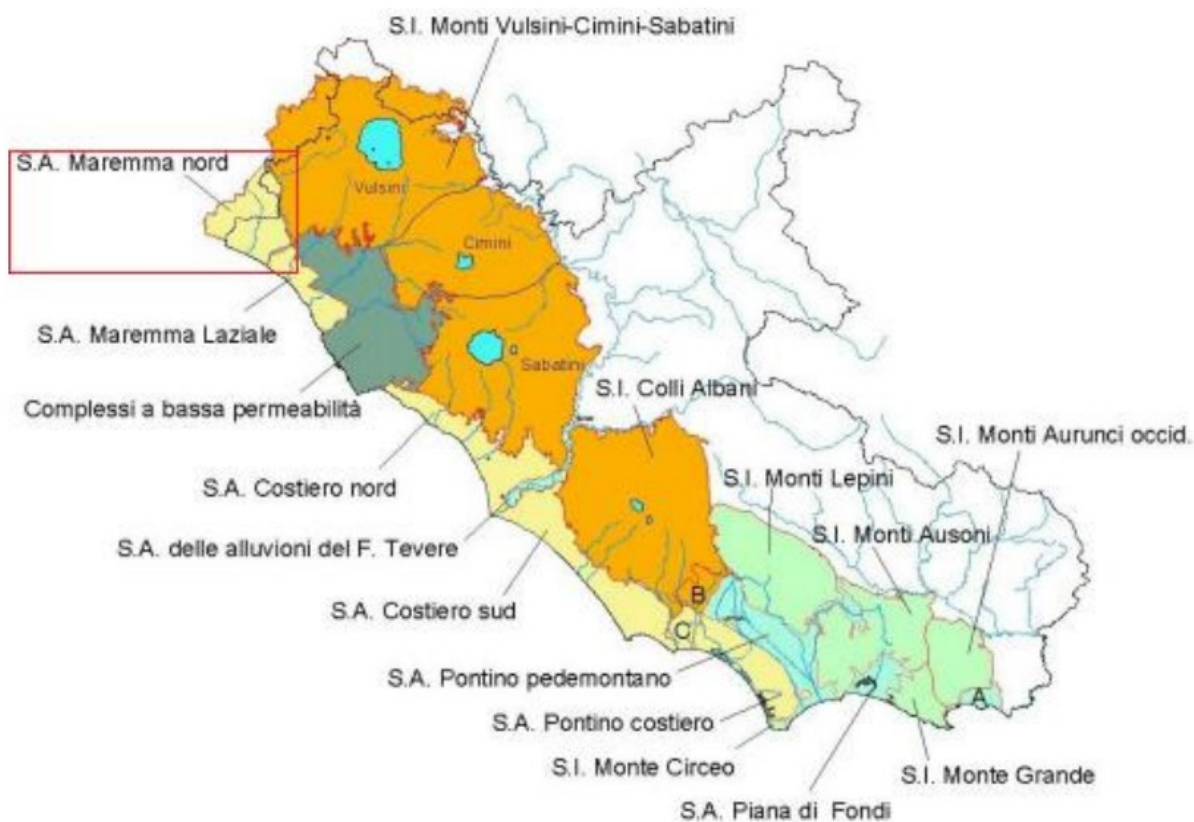 S.I. Monti Vulsini-Cimini-Sabatini
S.A. Maremma nord
Vulsini
Cimini
S.A. Maremma Laziale
Sabatini
S.I. Colli Albani
Complessi a bassa permeabilità
S.I. Monti Aurunci occid.
S.I. Monti Lepini
S.A. Costiero nord
S.I. Monti Ausoni
S.A. delle alluvioni del F. Tevere
B
S.A. Costiero sud
C
S.A. Pontino pedemontano
A
S.A. Pontino costiero
S.I. Monte Circeo
S.I. Monte Grande
S.A. Piana di Fondi